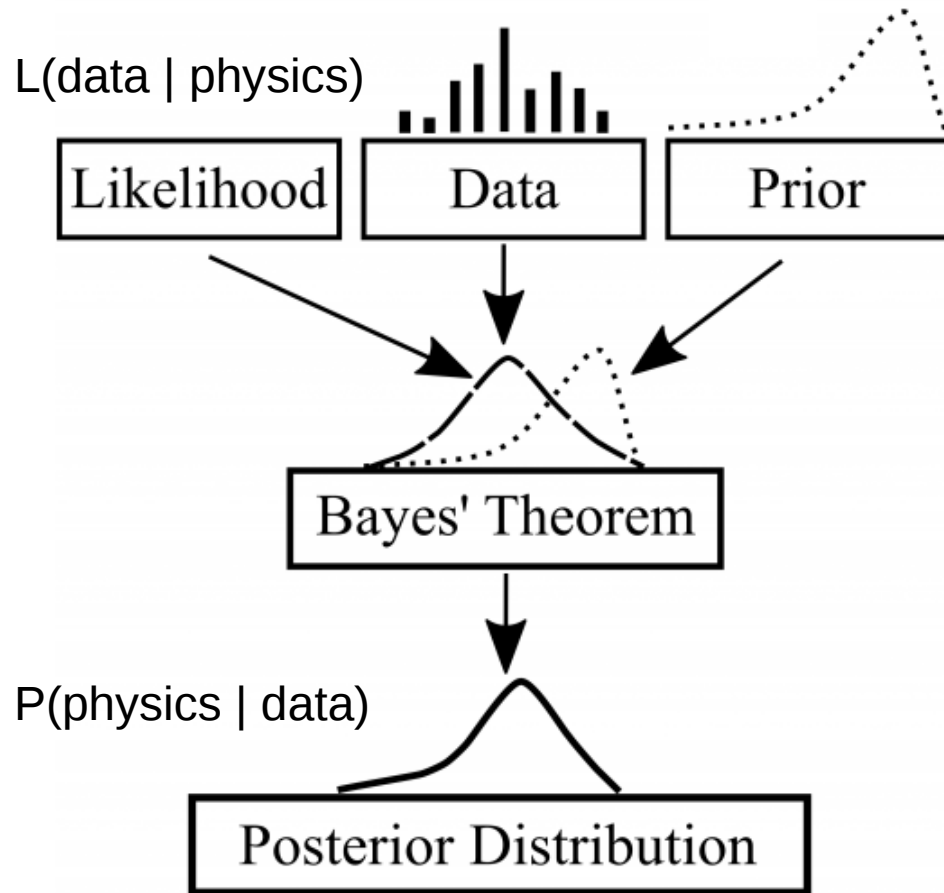 L(data | physics)
Likelihood
Data
Prior
Bayes' Theorem
P(physics | data)
Posterior Distribution